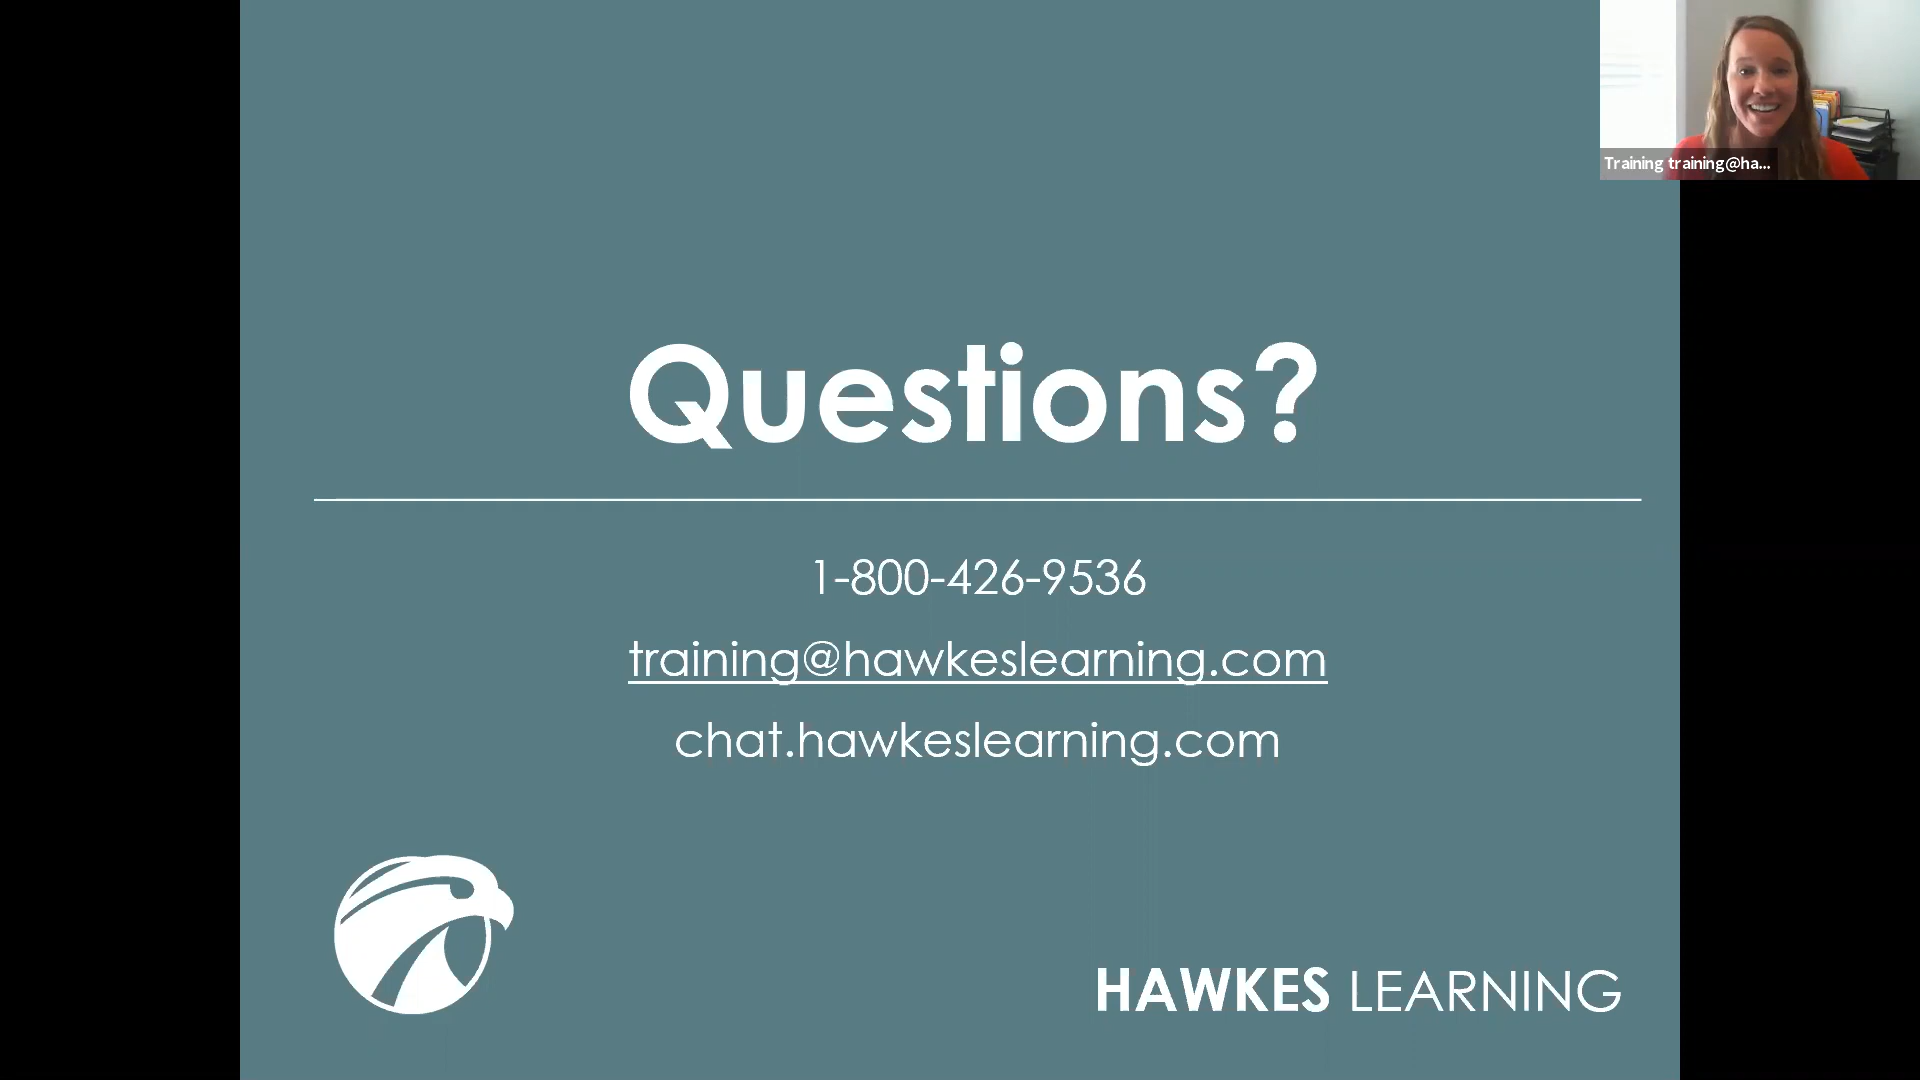 Training training@ha...
Questions?
1-800-426-9536
training@hawkeslearning.com
chat.hawkeslearning.com
HAWKES LEARNING